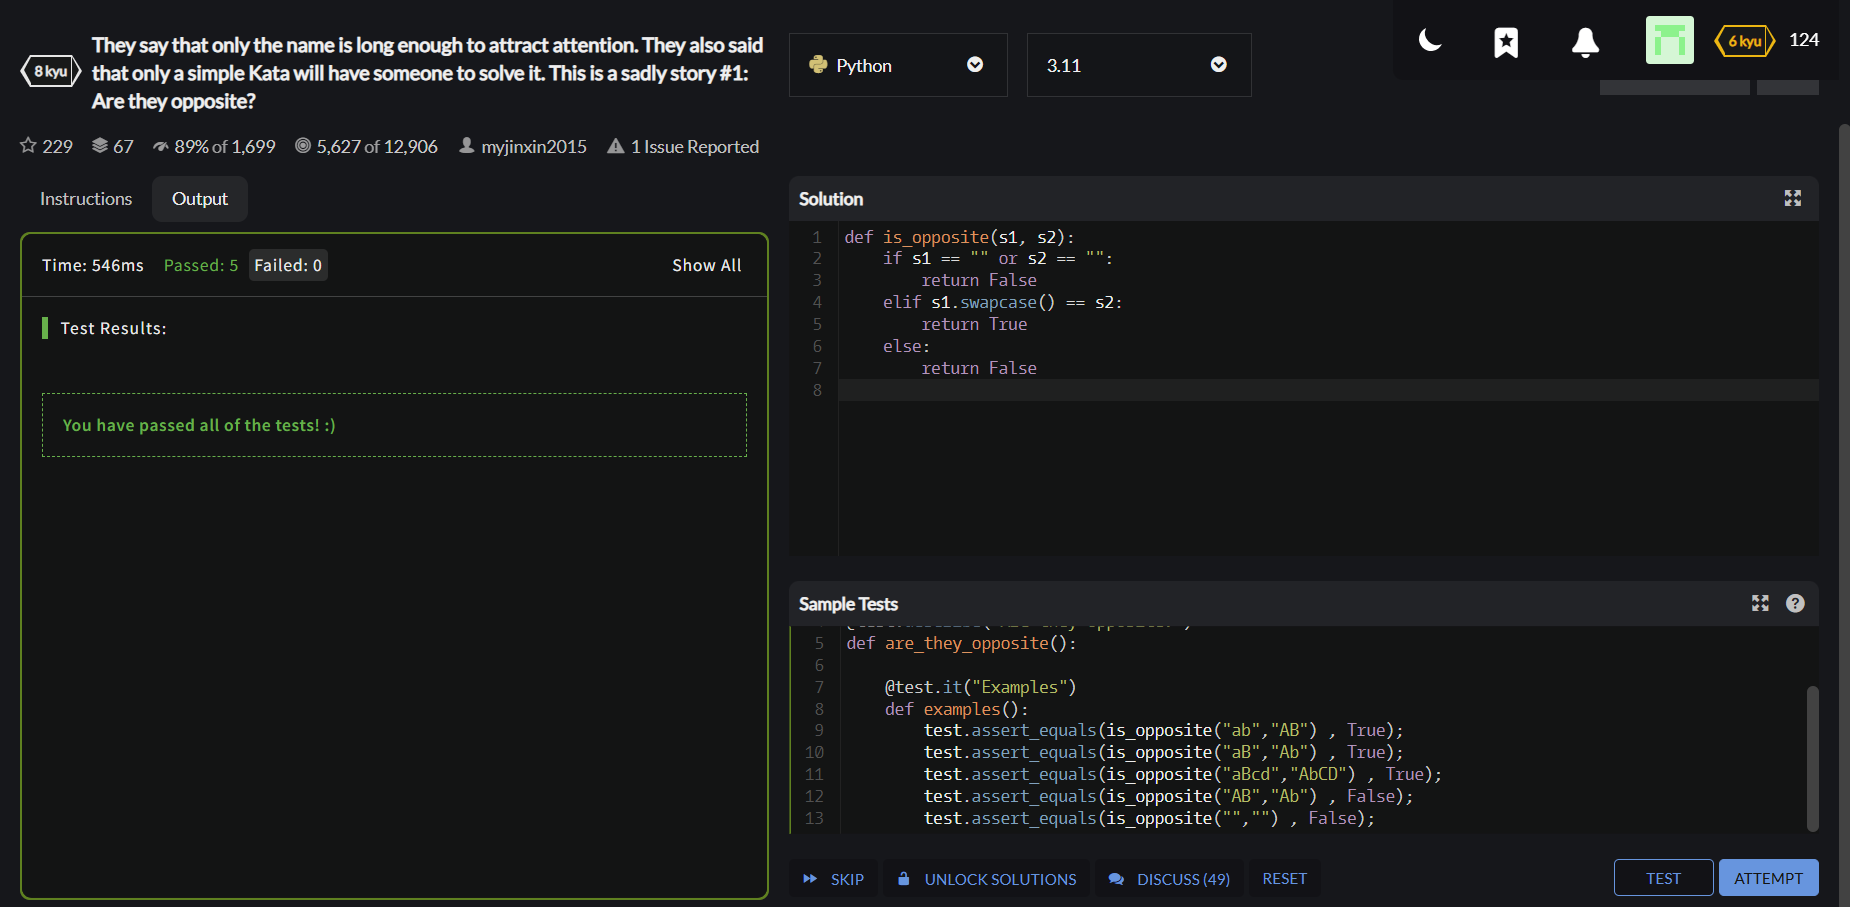 They say that only the name is long enough to attract attention. They also said
8 kyu
that only a simple Kata will have someone to solve it. This is a sadly story #1:
Are they opposite?
229 67 89% of 1,699 5,627 of 12,906 myjinxin2015 1 Issue Reported
Python
3.11
6 kyu
124
Instructions
Output
Time: 546ms Passed: 5 Failed: 0 Show All
Test Results:
You have passed all of the tests! :)
Solution
1 def is_opposite(s1, s2):
2     if s1 == "" or s2 == "":
3         return False
4     elif s1.swapcase() == s2:
5         return True
6     else:
7         return False
8
Sample Tests
5 def are_they_opposite():
6
7     @test.it("Examples")
8     def examples():
9         test.assert_equals(is_opposite("ab","AB") , True);
10         test.assert_equals(is_opposite("aB","Ab") , True);
11         test.assert_equals(is_opposite("aBcd","AbCD") , True);
12         test.assert_equals(is_opposite("AB","Ab") , False);
13         test.assert_equals(is_opposite("","") , False);
SKIP UNLOCK SOLUTIONS DISCUSS (49) RESET TEST ATTEMPT